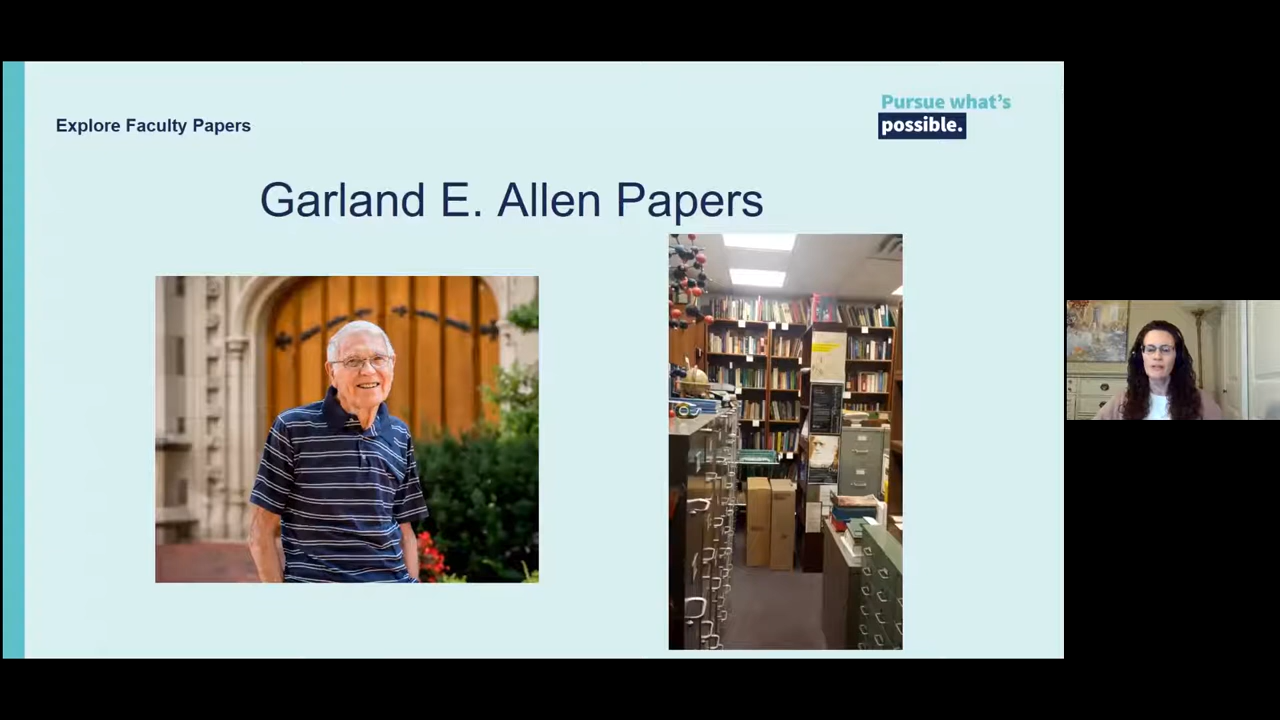 Explore Faculty Papers
Pursue what's
possible.
Garland E. Allen Papers